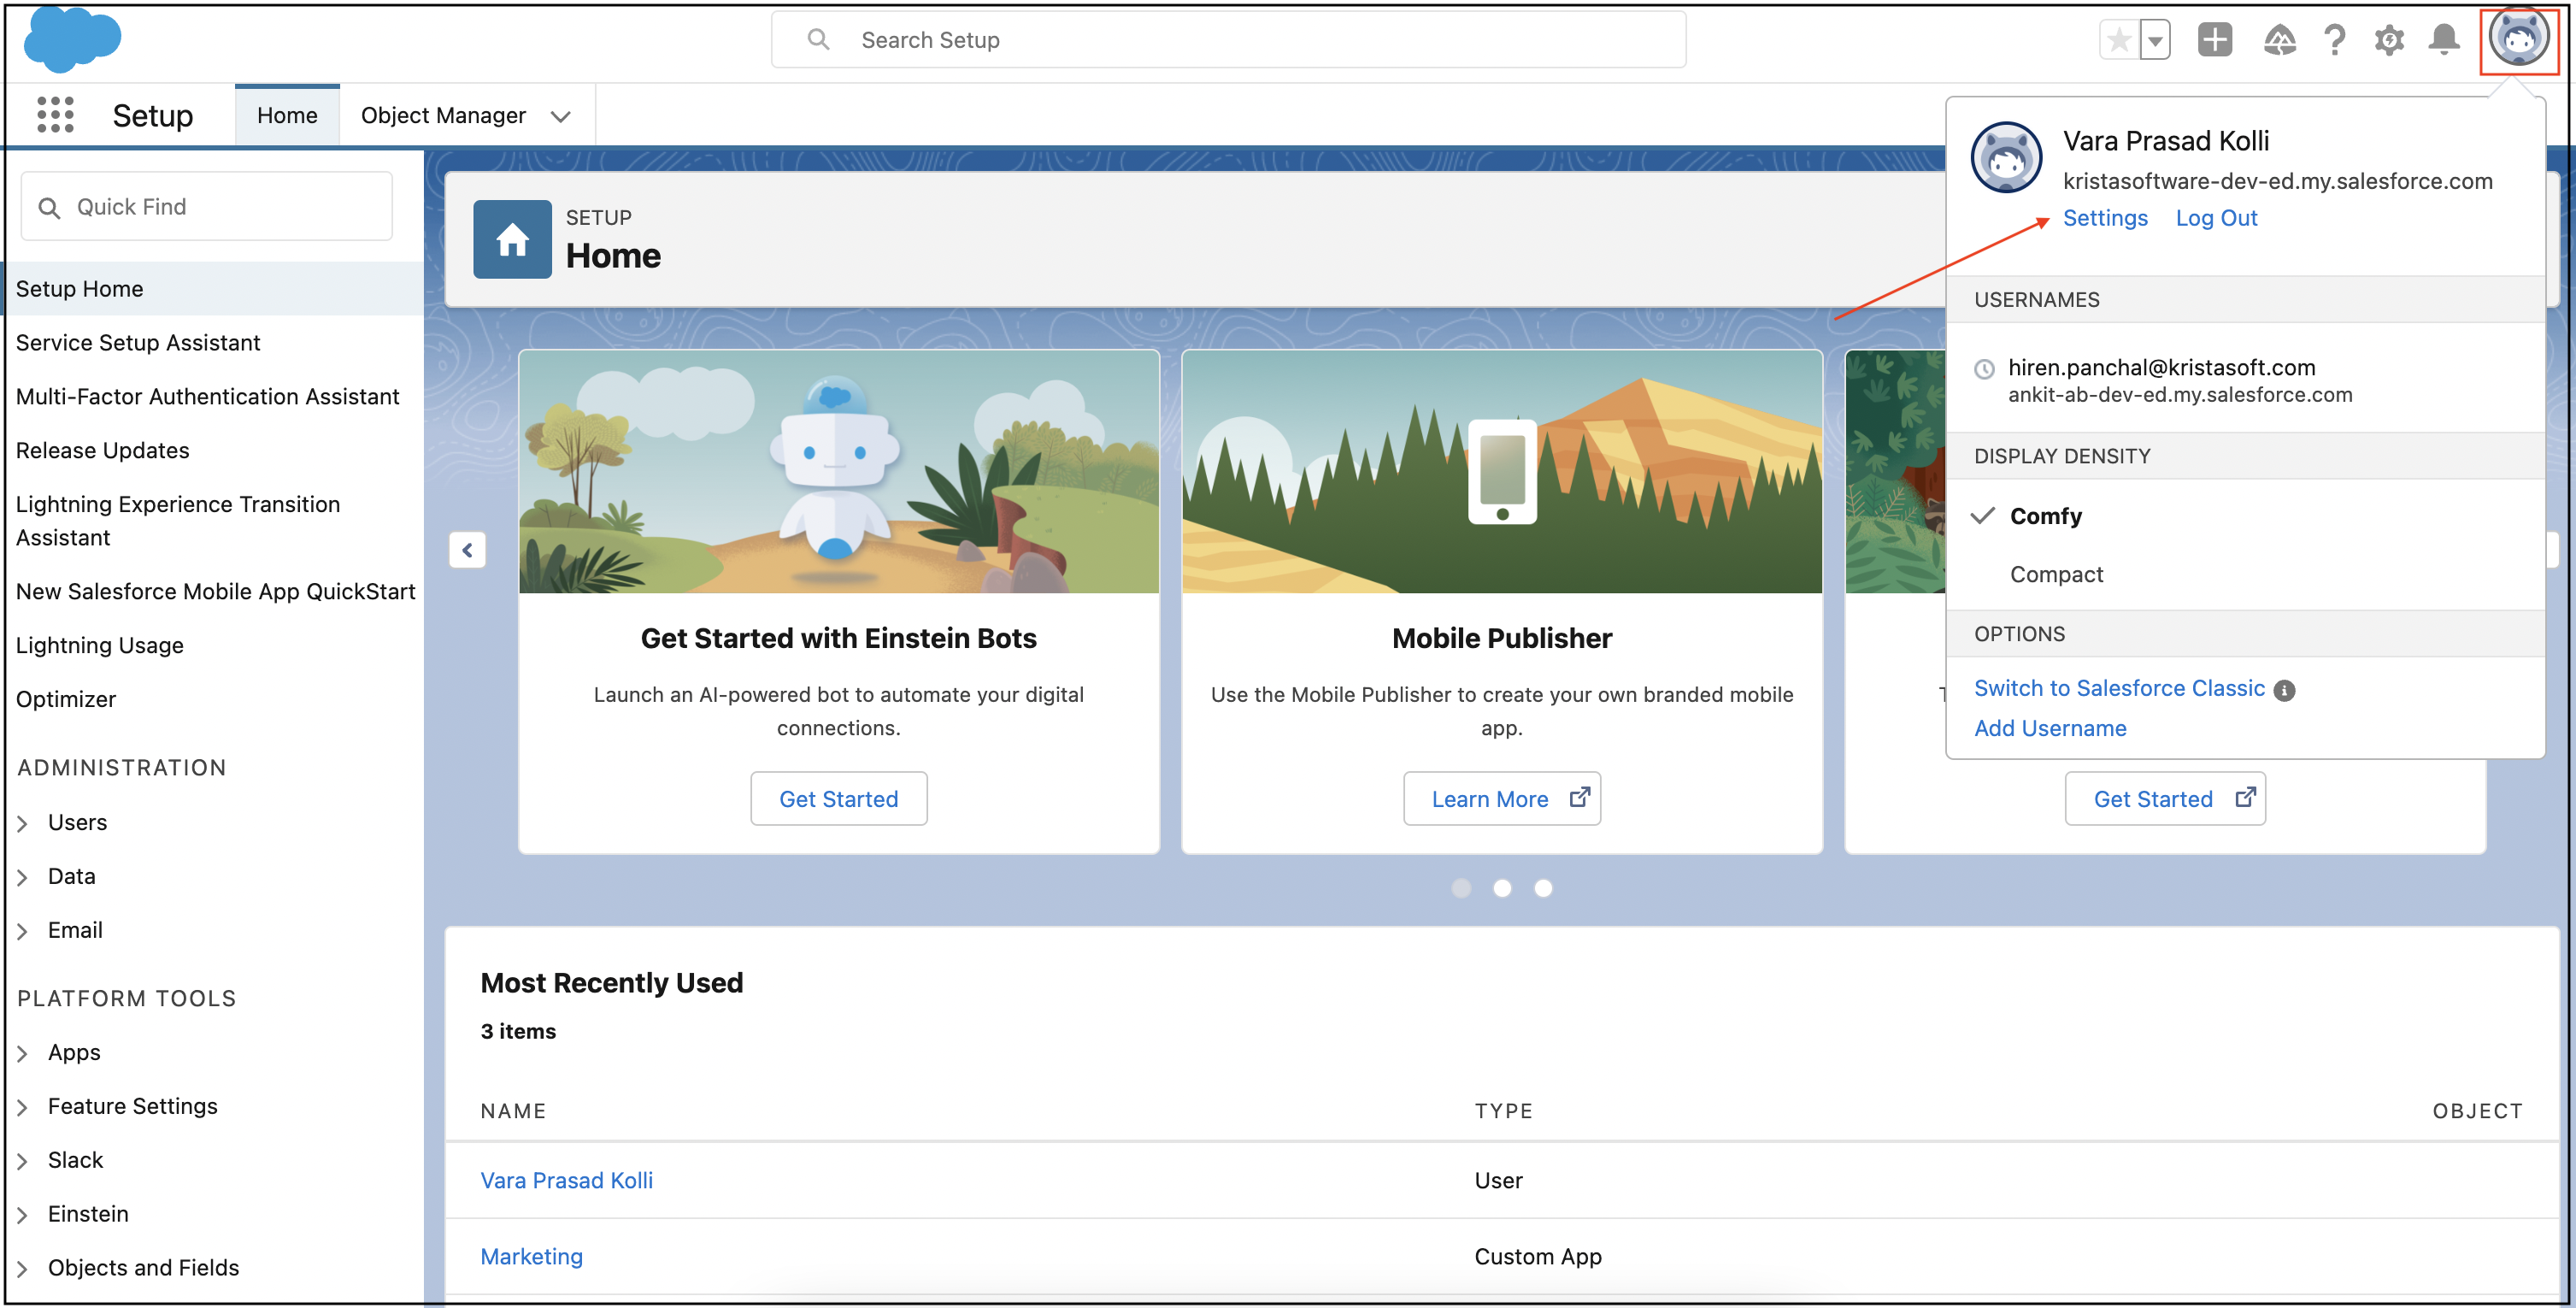 Search Setup
Setup
Home
Object Manager
Quick Find
Setup Home
Service Setup Assistant
Multi-Factor Authentication Assistant
Release Updates
Lightning Experience Transition
Assistant
New Salesforce Mobile App QuickStart
Lightning Usage
Optimizer
ADMINISTRATION
Users
Data
Email
PLATFORM TOOLS
Apps
Feature Settings
Slack
Einstein
Objects and Fields
SETUP
Home
Get Started with Einstein Bots
Launch an AI-powered bot to automate your digital
connections.
Get Started
Mobile Publisher
Use the Mobile Publisher to create your own branded mobile
app.
Learn More
Get Started
Vara Prasad Kolli
kristasoftware-dev-ed.my.salesforce.com
Settings Log Out
USERNAMES
hiren.panchal@kristasoft.com
ankit-ab-dev-ed.my.salesforce.com
DISPLAY DENSITY
Comfy
Compact
OPTIONS
Switch to Salesforce Classic
Add Username
Most Recently Used
3 items
NAME TYPE OBJECT
Vara Prasad Kolli User
Marketing Custom App